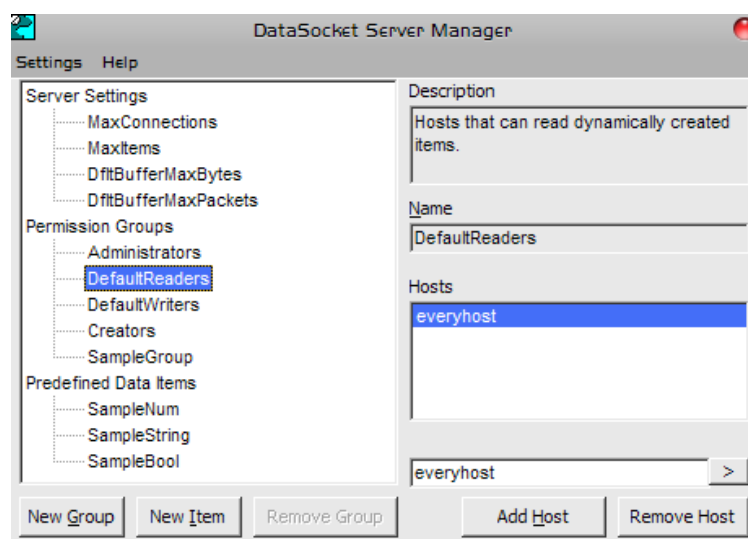 DataSocket Server Manager
Settings Help
Server Settings
MaxConnections
MaxItems
DfltBufferMaxBytes
DfltBufferMaxPackets
Permission Groups
Administrators
DefaultReaders
DefaultWriters
Creators
SampleGroup
Predefined Data Items
SampleNum
SampleString
SampleBool
Description
Hosts that can read dynamically created
items.
Name
DefaultReaders
Hosts
everyhost
everyhost >
New Group New Item Remove Group Add Host Remove Host